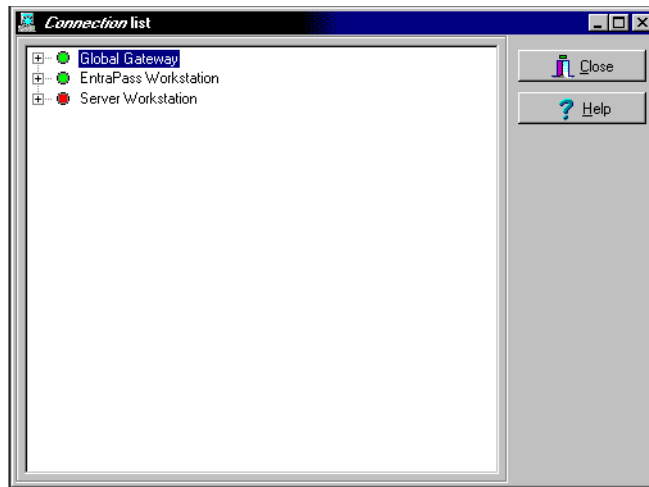 Connection list
Global Gateway
EntraPass Workstation
Server Workstation
Close
Help